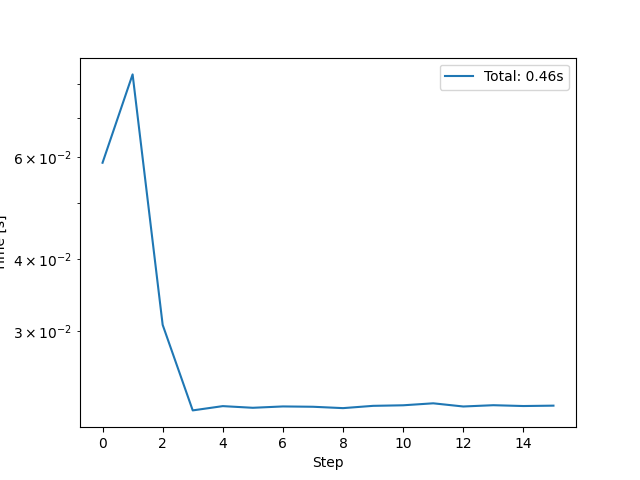 Total: 0.46s
6 × 10⁻²
4 × 10⁻²
3 × 10⁻²
0 2 4 6 8 10 12 14
Step
[s]